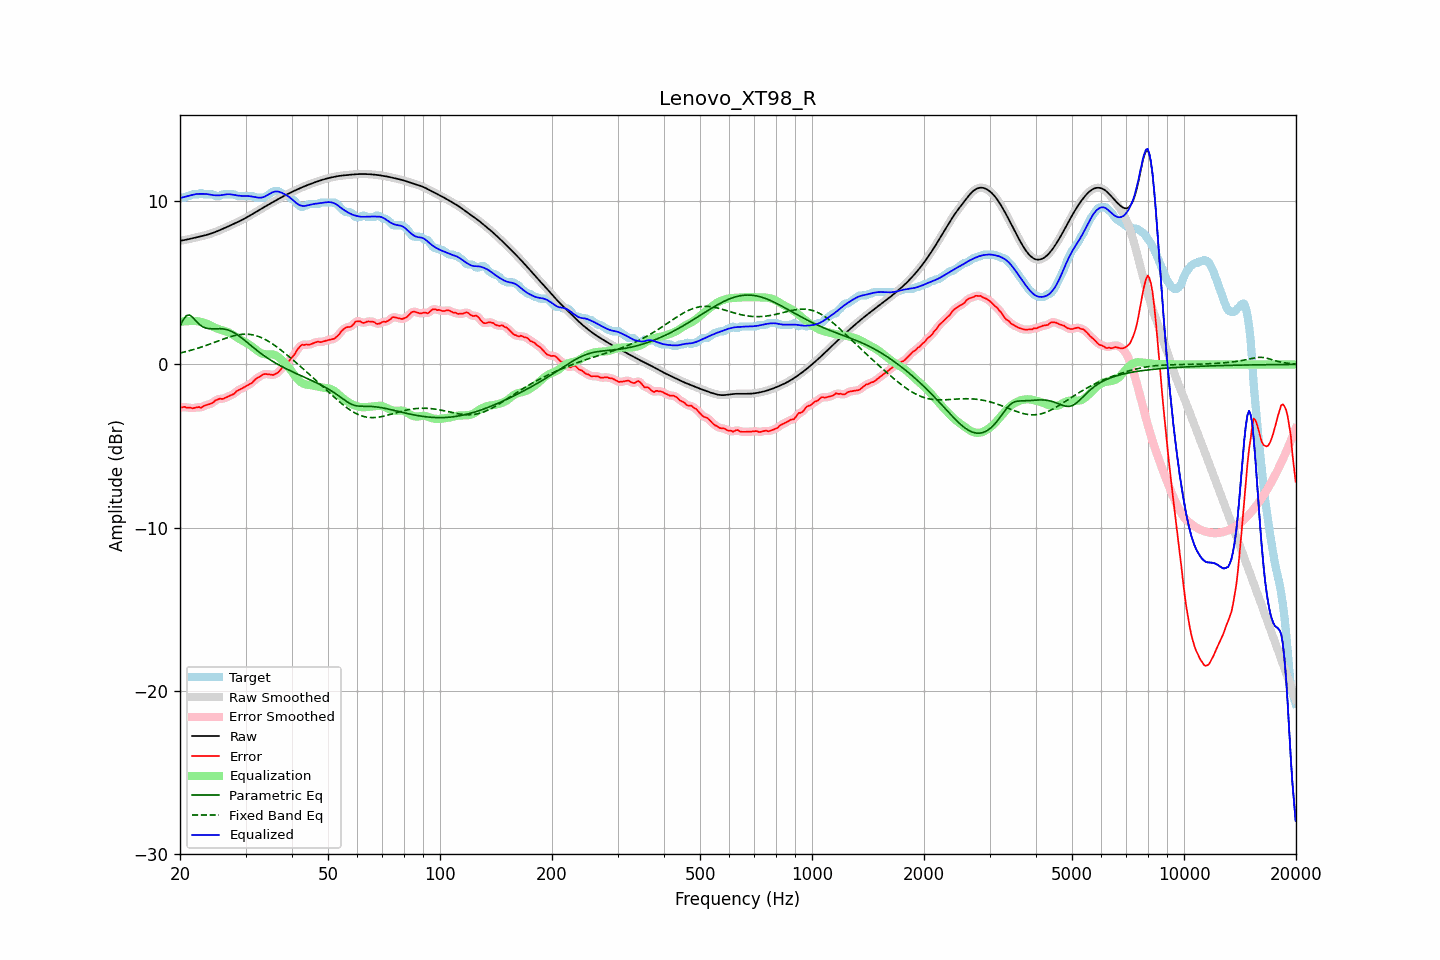 Lenovo_XT98_R
Amplitude (dBr)
10
0
−10
−20
−30
Target
Raw Smoothed
Error Smoothed
Raw
Error
Equalization
Parametric Eq
Fixed Band Eq
Equalized
20 50 100 200 500 1000 2000 5000 10000 20000
Frequency (Hz)